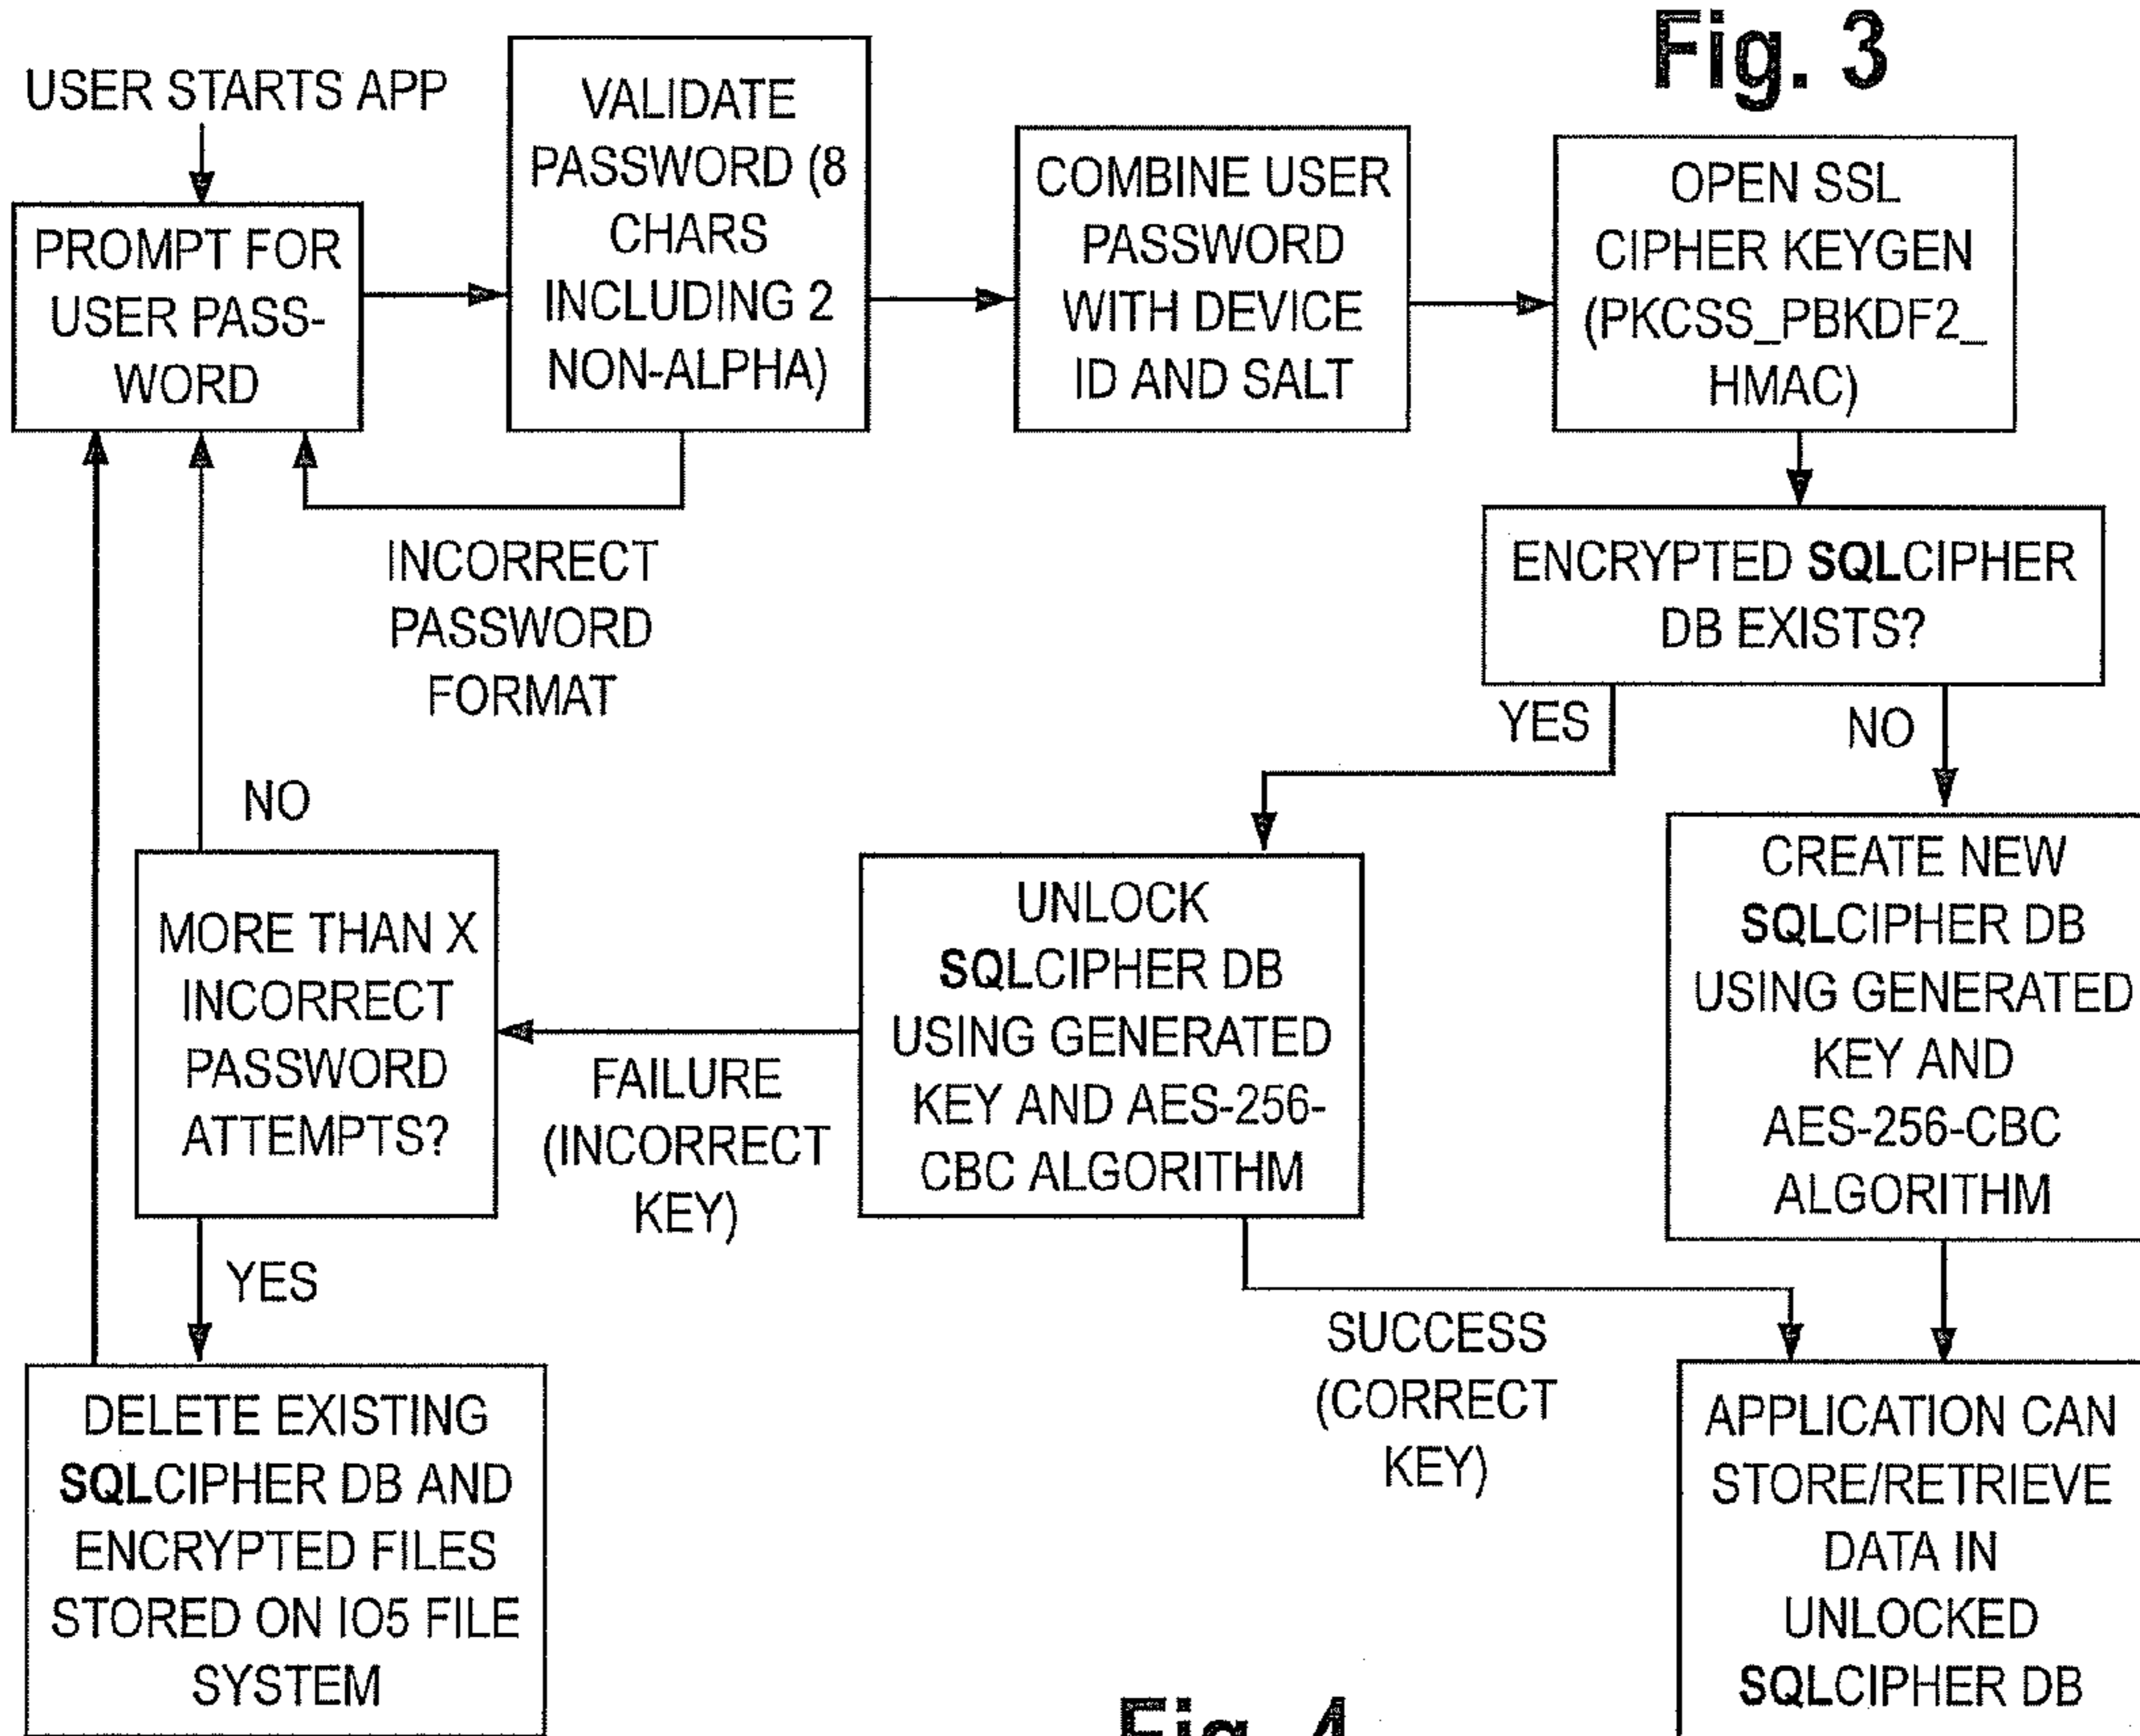 Fig. 3
USER STARTS APP
PROMPT FOR
USER PASS-
WORD
VALIDATE
PASSWORD (8
CHARS
INCLUDING 2
NON-ALPHA)
COMBINE USER
PASSWORD
WITH DEVICE
ID AND SALT
OPEN SSL
CIPHER KEYGEN
(PKCSS_PBKDF2_
HMAC)
INCORRECT
PASSWORD
FORMAT
ENCRYPTED SQLCIPHER
DB EXISTS?
YES
NO
NO
MORE THAN X
INCORRECT
PASSWORD
ATTEMPTS?
FAILURE
(INCORRECT
KEY)
UNLOCK
SQLCIPHER DB
USING GENERATED
KEY AND AES-256-
CBC ALGORITHM
CREATE NEW
SQLCIPHER DB
USING GENERATED
KEY AND
AES-256-CBC
ALGORITHM
YES
SUCCESS
(CORRECT
KEY)
DELETE EXISTING
SQLCIPHER DB AND
ENCRYPTED FILES
STORED ON IO5 FILE
SYSTEM
APPLICATION CAN
STORE/RETRIEVE
DATA IN
UNLOCKED
SQLCIPHER DB
Fig. 4